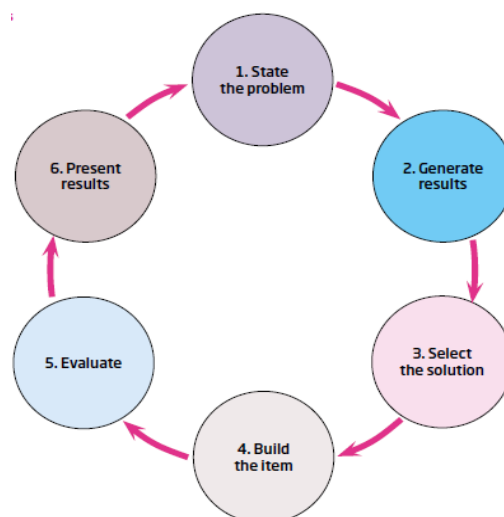 1. State
the problem
2. Generate
results
3. Select
the solution
4. Build
the item
5. Evaluate
6. Present
results